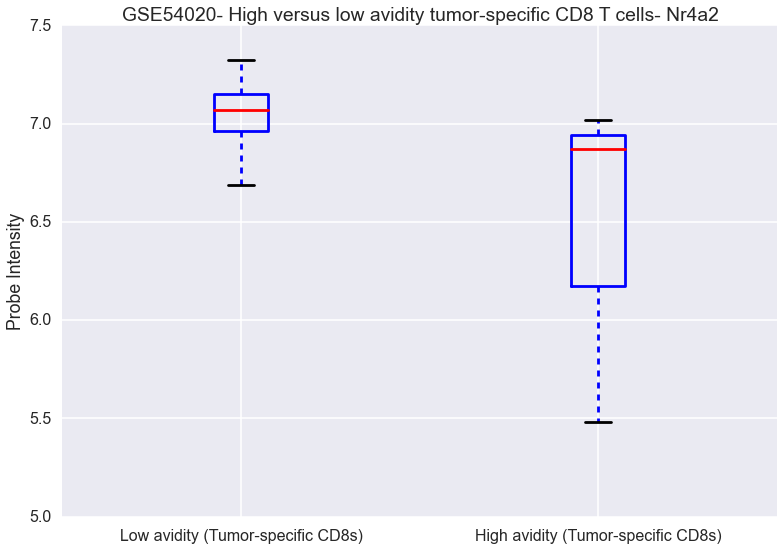 GSE54020- High versus low avidity tumor-specific CD8 T cells- Nr4a2
7.5
7.0
6.5
6.0
5.5
5.0
Probe Intensity
Low avidity (Tumor-specific CD8s)
High avidity (Tumor-specific CD8s)